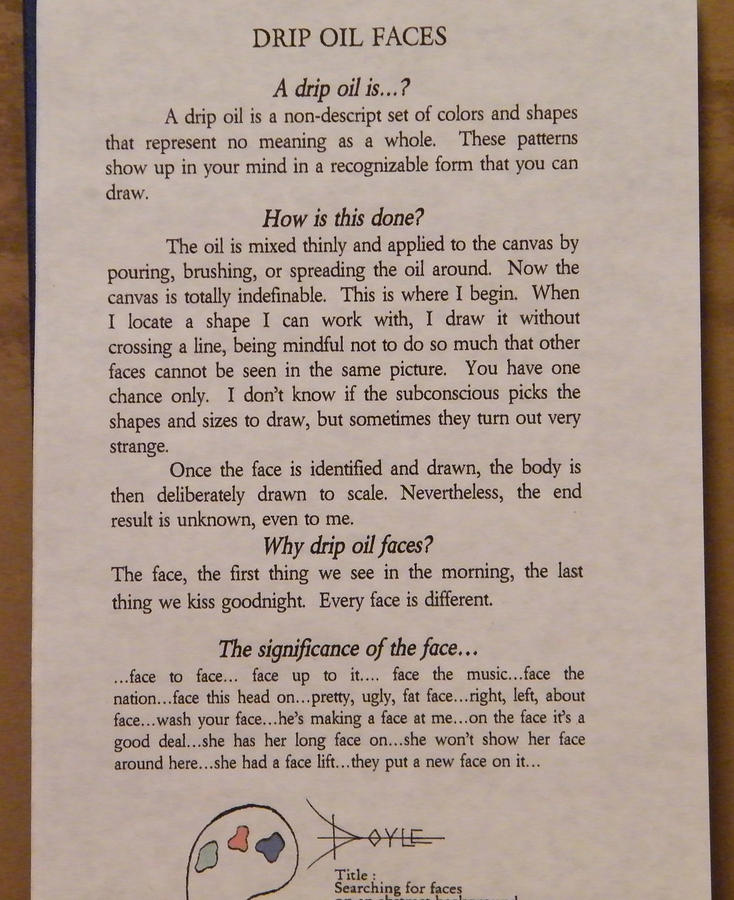 DRIP OIL FACES
A drip oil is...?
A drip oil is a non-descript set of colors and shapes
that represent no meaning as a whole. These patterns
show up in your mind in a recognizable form that you can
draw.
How is this done?
The oil is mixed thinly and applied to the canvas by
pouring, brushing, or spreading the oil around. Now the
canvas is totally indefinable. This is where I begin. When
I locate a shape I can work with, I draw it without
crossing a line, being mindful not to do so much that other
faces cannot be seen in the same picture. You have one
chance only. I don't know if the subconscious picks the
shapes and sizes to draw, but sometimes they turn out very
strange.
Once the face is identified and drawn, the body is
then deliberately drawn to scale. Nevertheless, the end
result is unknown, even to me.
Why drip oil faces?
The face, the first thing we see in the morning, the last
thing we kiss goodnight. Every face is different.
The significance of the face...
...face to face... face up to it.... face the music...face the
nation...face this head on...pretty, ugly, fat face...right, left, about
face...wash your face...he's making a face at me...on the face it's a
good deal...she has her long face on...she won't show her face
around here...she had a face lift...they put a new face on it...
DOYLE
Title :
Searching for faces